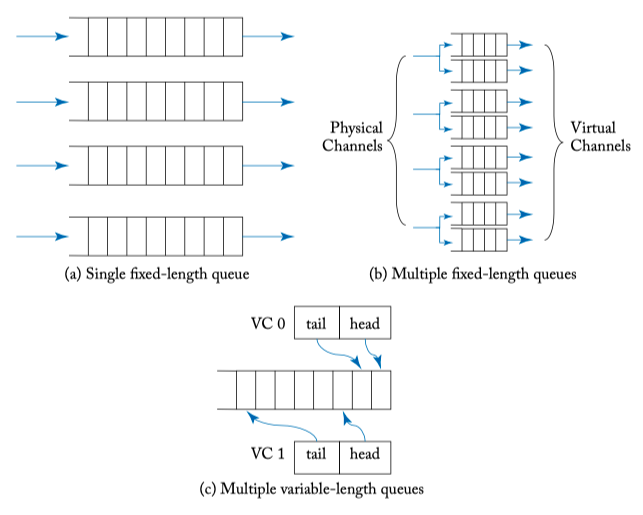 (a) Single fixed-length queue
Physical
Channels
Virtual
Channels
(b) Multiple fixed-length queues
VC 0 tail head
VC 1 tail head
(c) Multiple variable-length queues